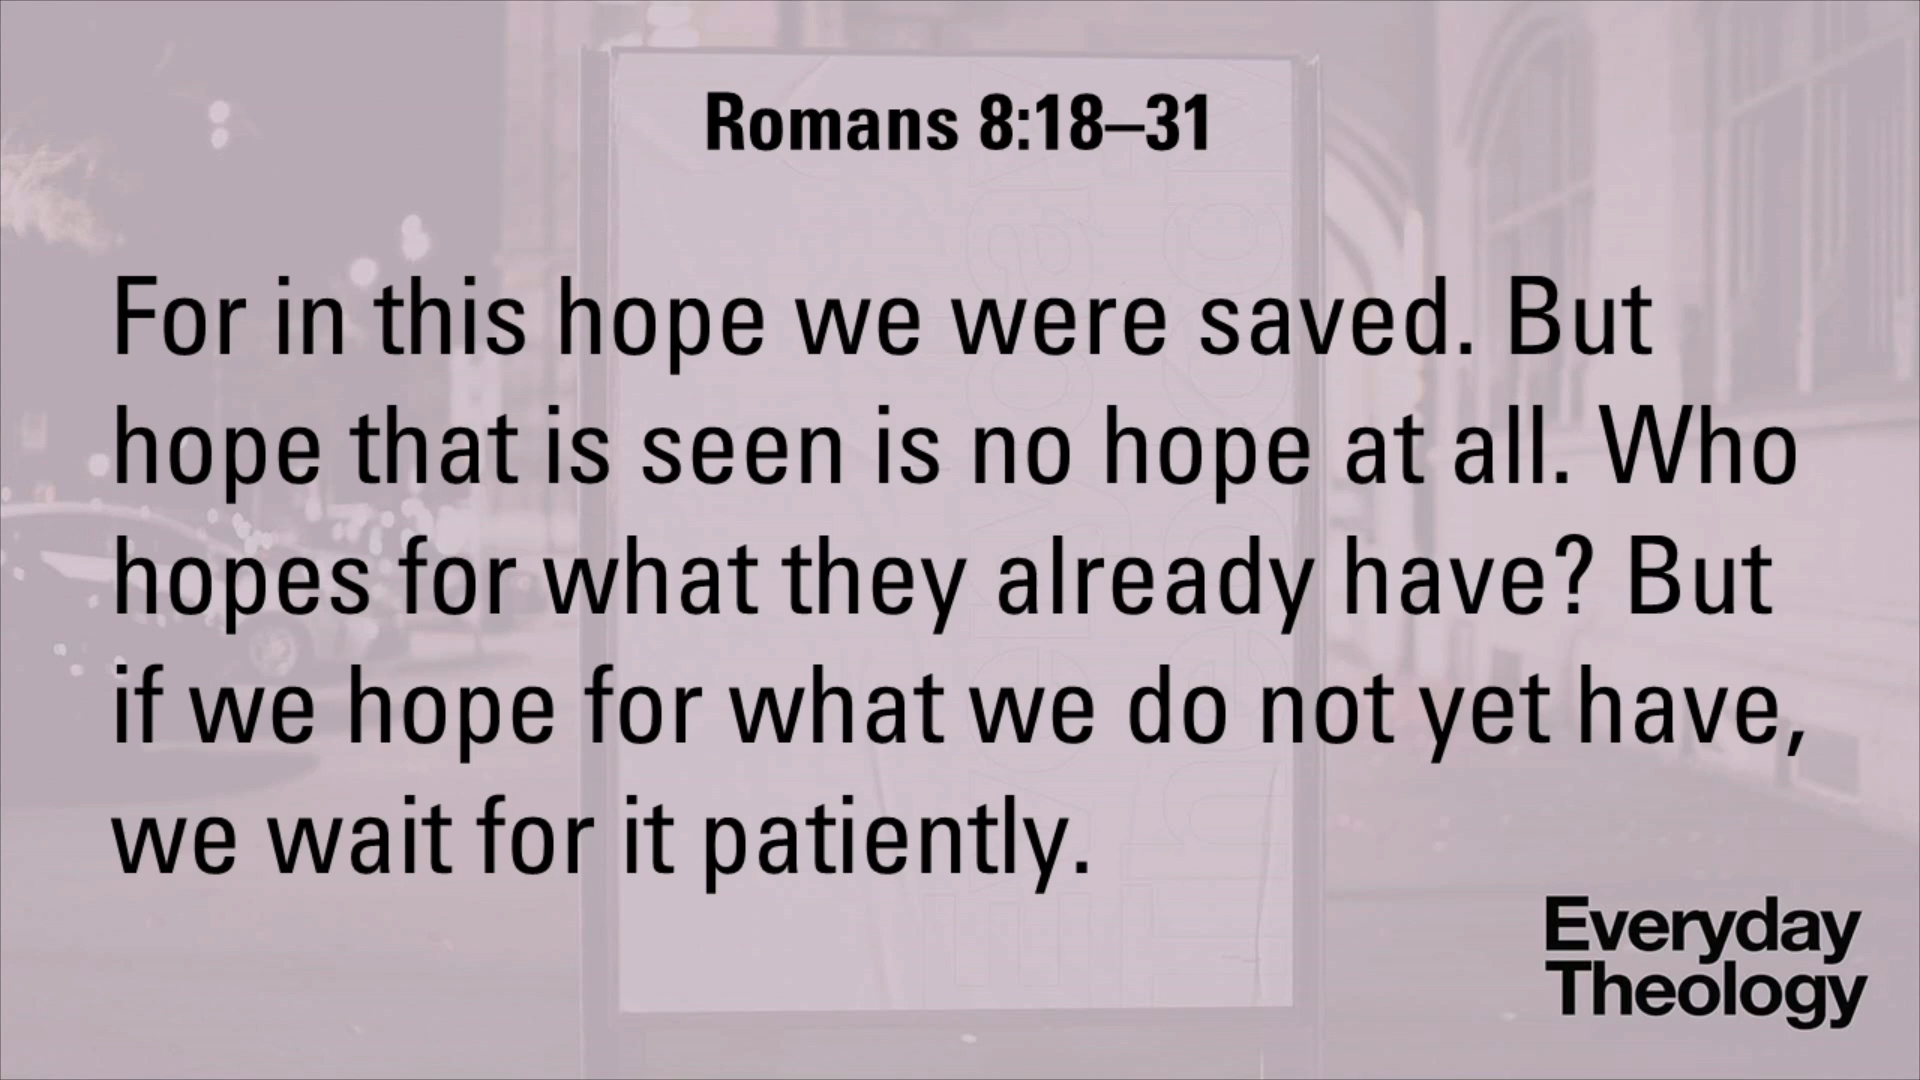 Romans 8:18–31
For in this hope we were saved. But
hope that is seen is no hope at all. Who
hopes for what they already have? But
if we hope for what we do not yet have,
we wait for it patiently.
Everyday
Theology